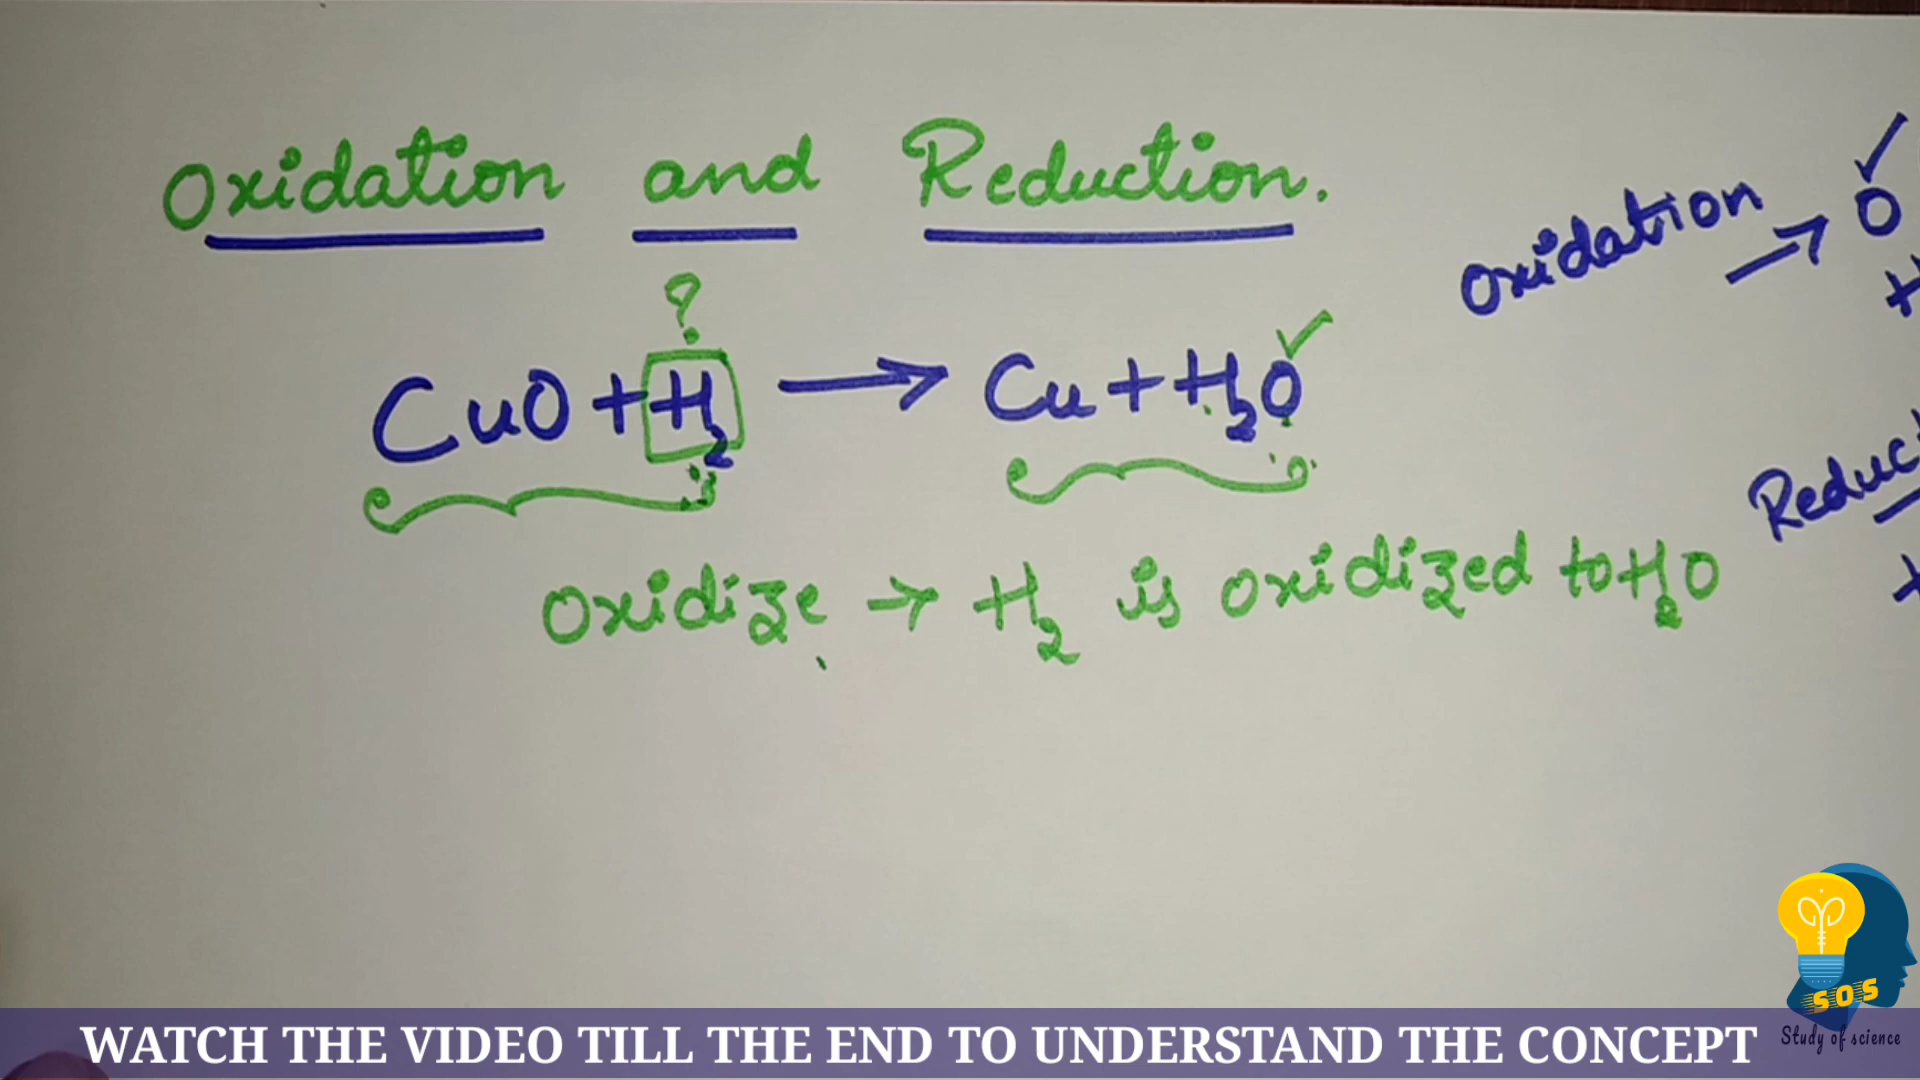 Oxidation and Reduction.
?
CuO + H₂ → Cu + H₂O ✓
oxidize → H₂ is oxidized to H₂O
oxidation → O ✓
H
Reduc
SOS
Study of science
WATCH THE VIDEO TILL THE END TO UNDERSTAND THE CONCEPT